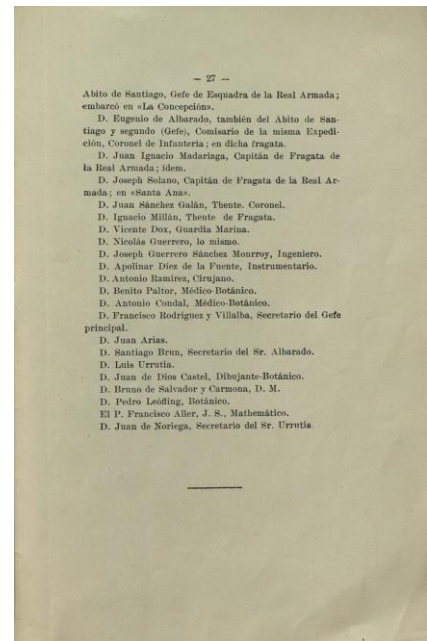 — 27 —
Abito de Santiago, Gefe de Esquadra de la Real Armada;
embarcó en «La Concepción».
D. Eugenio de Albarado, también del Abito de San-
tiago y segundo (Gefe), Comisario de la misma Expedi-
ción, Coronel de Infantería; en dicha fragata.
D. Juan Ignacio Madariaga, Capitán de Fragata de
la Real Armada; idem.
D. Joseph Solano, Capitán de Fragata de la Real Ar-
mada; en «Santa Ana».
D. Juan Sánchez Galán, Thente. Coronel.
D. Ignacio Millán, Thente de Fragata.
D. Vicente Dox, Guardia Marina.
D. Nicolás Guerrero, lo mismo.
D. Joseph Guerrero Sánchez Monrroy, Ingeniero.
D. Apolinar Diez de la Fuente, Instrumentario.
D. Antonio Ramírez, Cirujano.
D. Benito Paltor, Médico-Botánico.
D. Antonio Condal, Médico-Botánico.
D. Francisco Rodríguez y Villalba, Secretario del Gefe
principal.
D. Juan Arias.
D. Santiago Brun, Secretario del Sr. Albarado.
D. Luis Urrutia.
D. Juan de Dios Castel, Dibujante-Botánico.
D. Bruno de Salvador y Carmona, D. M.
D. Pedro Leöfling, Botánico.
El P. Francisco Aller, J. S., Mathemático.
D. Juan de Noriega, Secretario del Sr. Urrutia